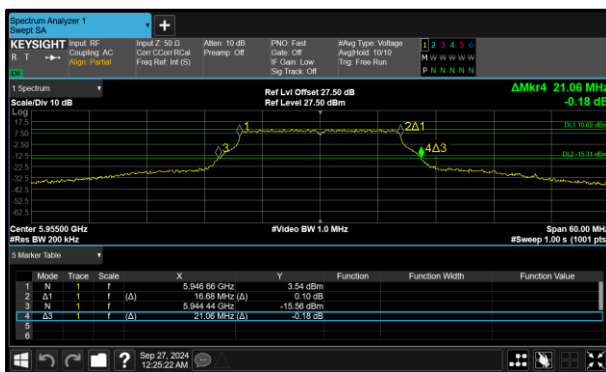 Spectrum Analyzer 1
Swept SA
+
KEYSIGHT Input: RF Input Z: 50 Ω Atten: 10 dB PNO: Fast #Avg Type: Voltage 1 2 3 4 5 6
R T Coupling: AC Corr CCorr RCal Preamp: Off Gate: Off Avg|Hold: 10/10 M W W W W W
Align: Partial Freq Ref: Int (S) IF Gain: Low Trig: Free Run P N N N N N
Sig Track: Off
1 Spectrum Ref Lvl Offset 27.50 dB ΔMkr4 21.06 MHz
Scale/Div 10 dB Ref Level 27.50 dBm -0.18 dB
Log
17.5
7.50 1 2Δ1 DL1 10.69 dBm
-2.50
-12.5 3 4Δ3 DL2 -15.31 dBm
-22.5
-32.5
-42.5
-52.5
-62.5
Center 5.95500 GHz #Video BW 1.0 MHz Span 60.00 MHz
#Res BW 200 kHz #Sweep 1.00 s (1001 pts)
5 Marker Table
Mode Trace Scale X Y Function Function Width Function Value
1 N 1 f 5.946 66 GHz 3.54 dBm
2 Δ1 1 f (Δ) 16.68 MHz (Δ) 0.10 dB
3 N 1 f 5.944 44 GHz -15.56 dBm
4 Δ3 1 f (Δ) 21.06 MHz (Δ) -0.18 dB
5
6
? Sep 27, 2024
12:25:22 AM